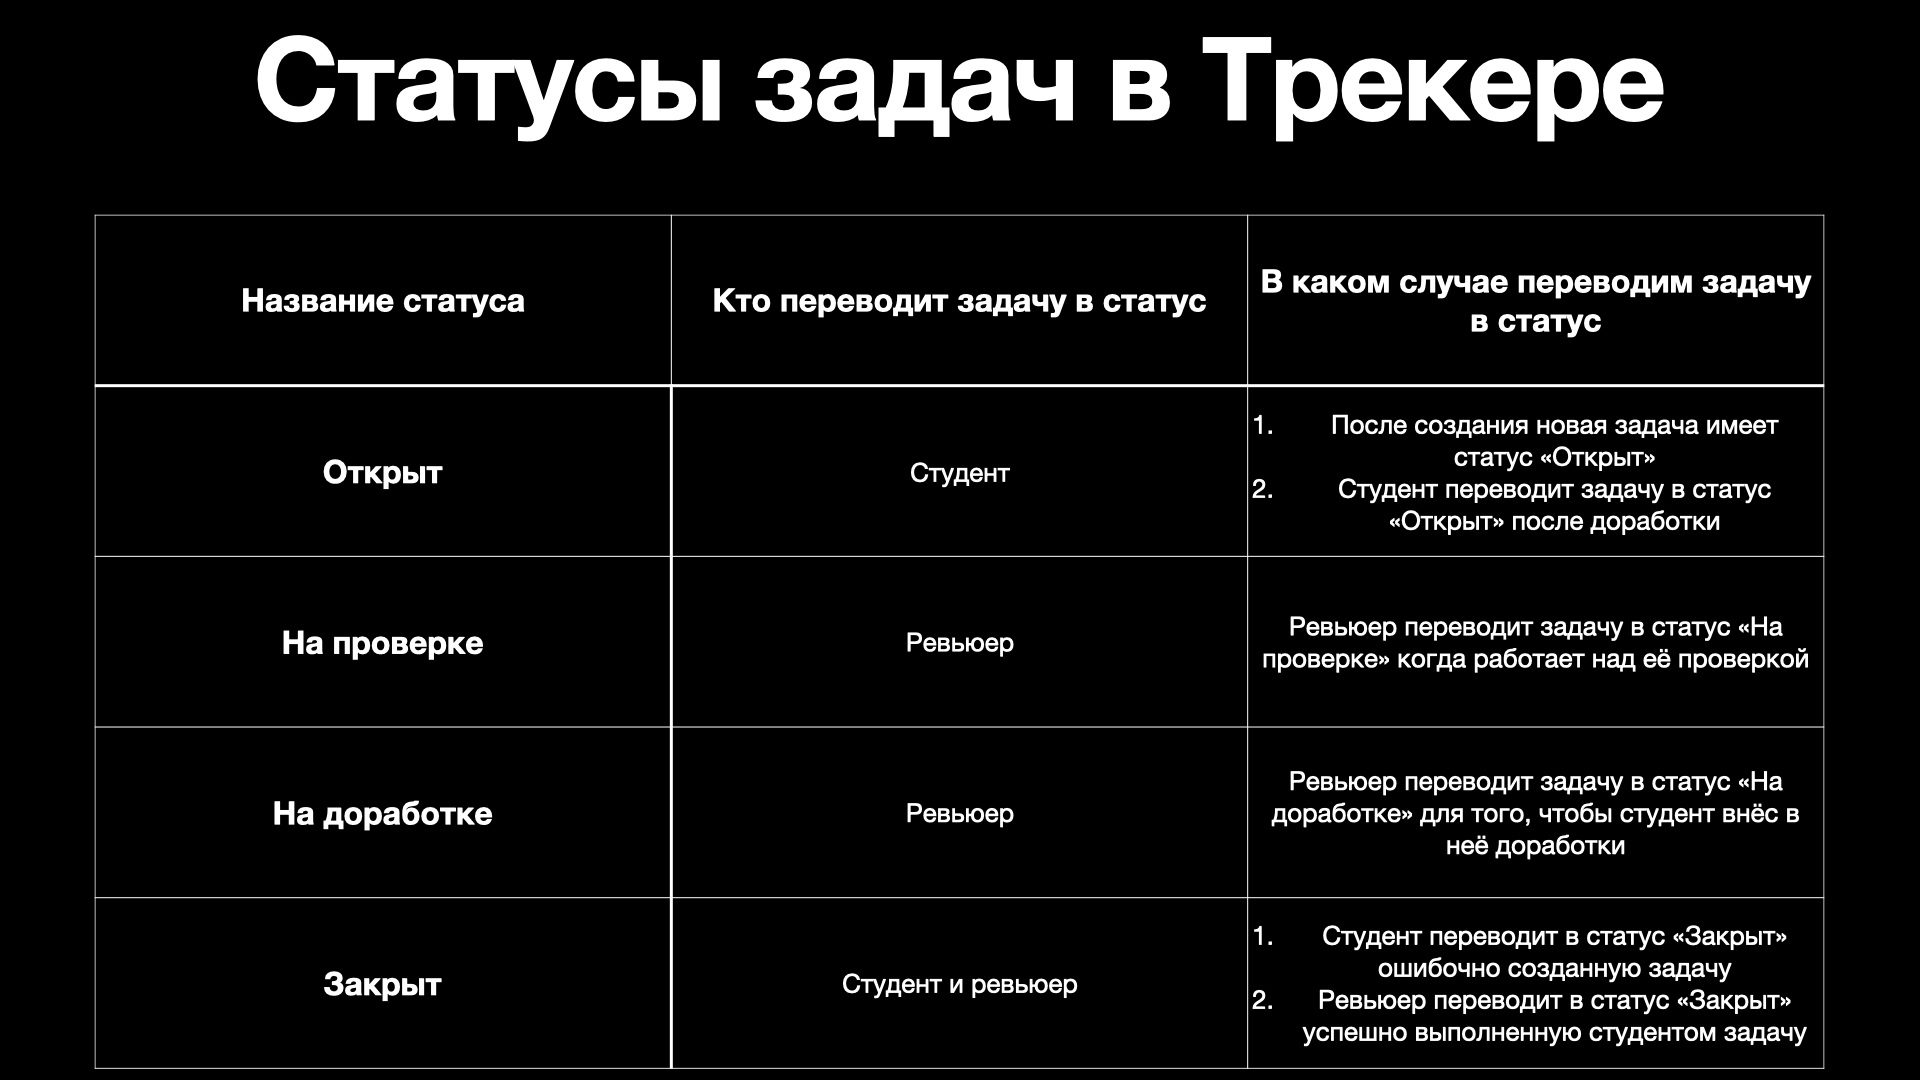 Статусы задач в Трекере
Название статуса
Кто переводит задачу в статус
В каком случае переводим задачу
в статус
Открыт
Студент
1. После создания новая задача имеет
статус «Открыт»
2. Студент переводит задачу в статус
«Открыт» после доработки
На проверке
Ревьюер
Ревьюер переводит задачу в статус «На
проверке» когда работает над её проверкой
На доработке
Ревьюер
Ревьюер переводит задачу в статус «На
доработке» для того, чтобы студент внёс в
неё доработки
Закрыт
Студент и ревьюер
1. Студент переводит в статус «Закрыт»
ошибочно созданную задачу
2. Ревьюер переводит в статус «Закрыт»
успешно выполненную студентом задачу